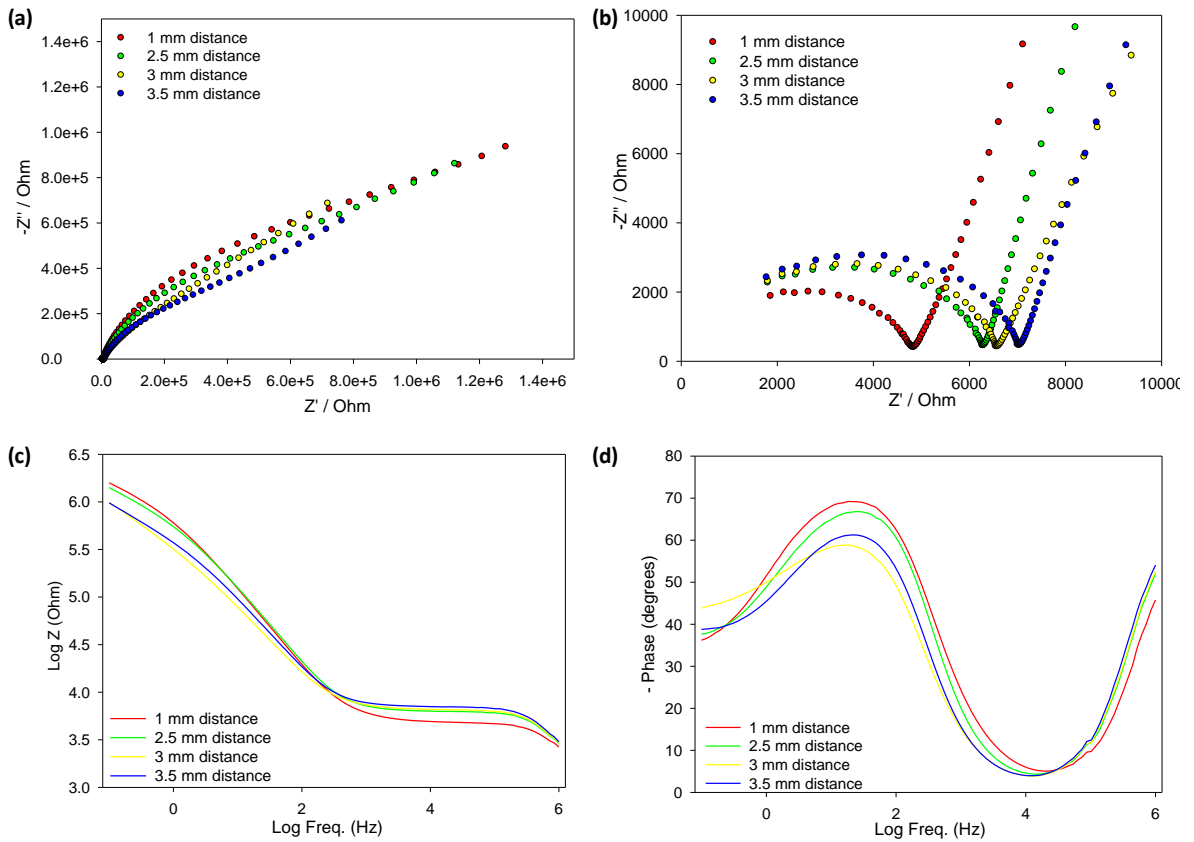 (a)
1.4e+6
1.2e+6
1.0e+6
8.0e+5
6.0e+5
4.0e+5
2.0e+5
0.0
-Z'' / Ohm
1 mm distance
2.5 mm distance
3 mm distance
3.5 mm distance
0.0 2.0e+5 4.0e+5 6.0e+5 8.0e+5 1.0e+6 1.2e+6 1.4e+6
Z' / Ohm
(b)
10000
8000
6000
4000
2000
0
-Z'' / Ohm
1 mm distance
2.5 mm distance
3 mm distance
3.5 mm distance
0 2000 4000 6000 8000 10000
Z' / Ohm
(c)
6.5
6.0
5.5
5.0
4.5
4.0
3.5
3.0
Log Z (Ohm)
1 mm distance
2.5 mm distance
3 mm distance
3.5 mm distance
0 2 4 6
Log Freq. (Hz)
(d)
80
70
60
50
40
30
20
10
0
- Phase (degrees)
1 mm distance
2.5 mm distance
3 mm distance
3.5 mm distance
0 2 4 6
Log Freq. (Hz)